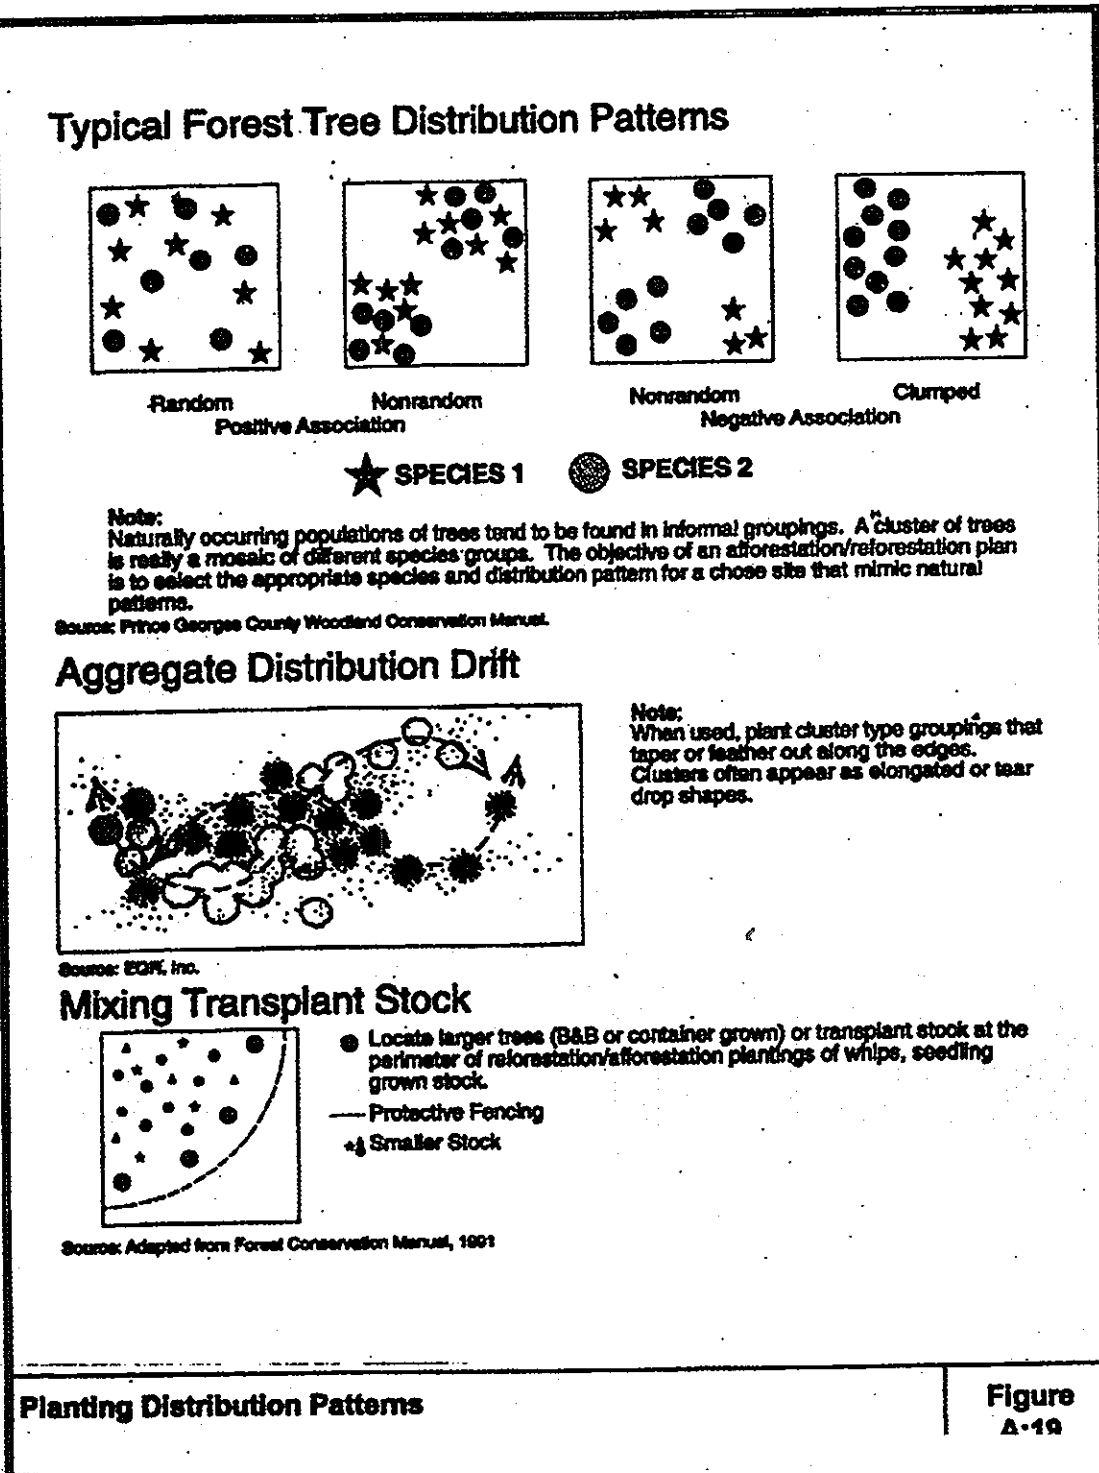 Typical Forest Tree Distribution Patterns
Random
Nonrandom
Nonrandom
Clumped
Positive Association
Negative Association
SPECIES 1
SPECIES 2
Note:
Naturally occurring populations of trees tend to be found in informal groupings. A cluster of trees
is really a mosaic of different species groups. The objective of an afforestation/reforestation plan
is to select the appropriate species and distribution pattern for a chose site that mimic natural
patterns.
Source: Prince Georges County Woodland Conservation Manual.
Aggregate Distribution Drift
Note:
When used, plant cluster type groupings that
taper or feather out along the edges.
Clusters often appear as elongated or tear
drop shapes.
Source: EQR, Inc.
Mixing Transplant Stock
Locate larger trees (B&B or container grown) or transplant stock at the
perimeter of reforestation/afforestation plantings of whips, seedling
grown stock.
Protective Fencing
Smaller Stock
Source: Adapted from Forest Conservation Manual, 1991
Planting Distribution Patterns
Figure
A-19